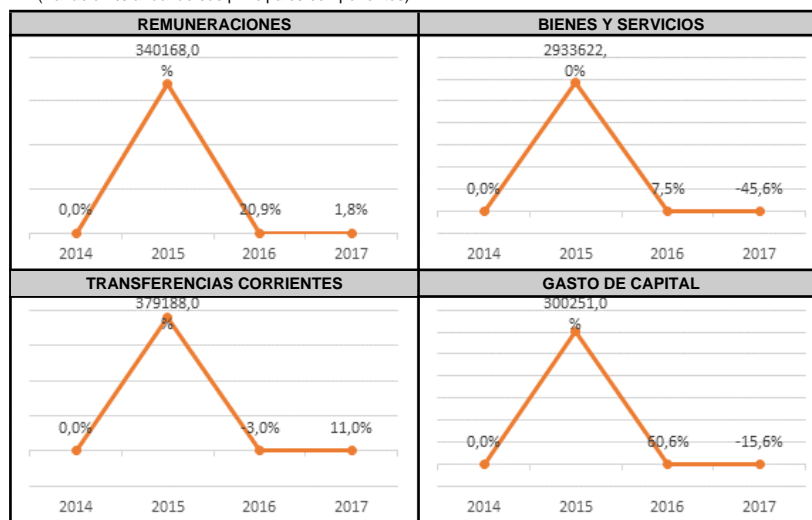 REMUNERACIONES
340168,0
%
0,0%
20,9%
1,8%
2014 2015 2016 2017
BIENES Y SERVICIOS
2933622,
0%
0,0%
7,5%
-45,6%
2014 2015 2016 2017
TRANSFERENCIAS CORRIENTES
379188,0
%
0,0%
-3,0%
11,0%
2014 2015 2016 2017
GASTO DE CAPITAL
300251,0
%
0,0%
60,6%
-15,6%
2014 2015 2016 2017